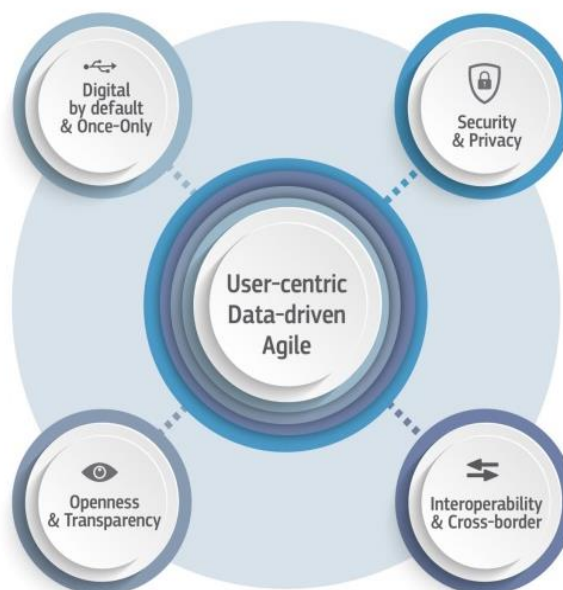 Digital
by default
& Once-Only
Security
& Privacy
User-centric
Data-driven
Agile
Openness
& Transparency
Interoperability
& Cross-border